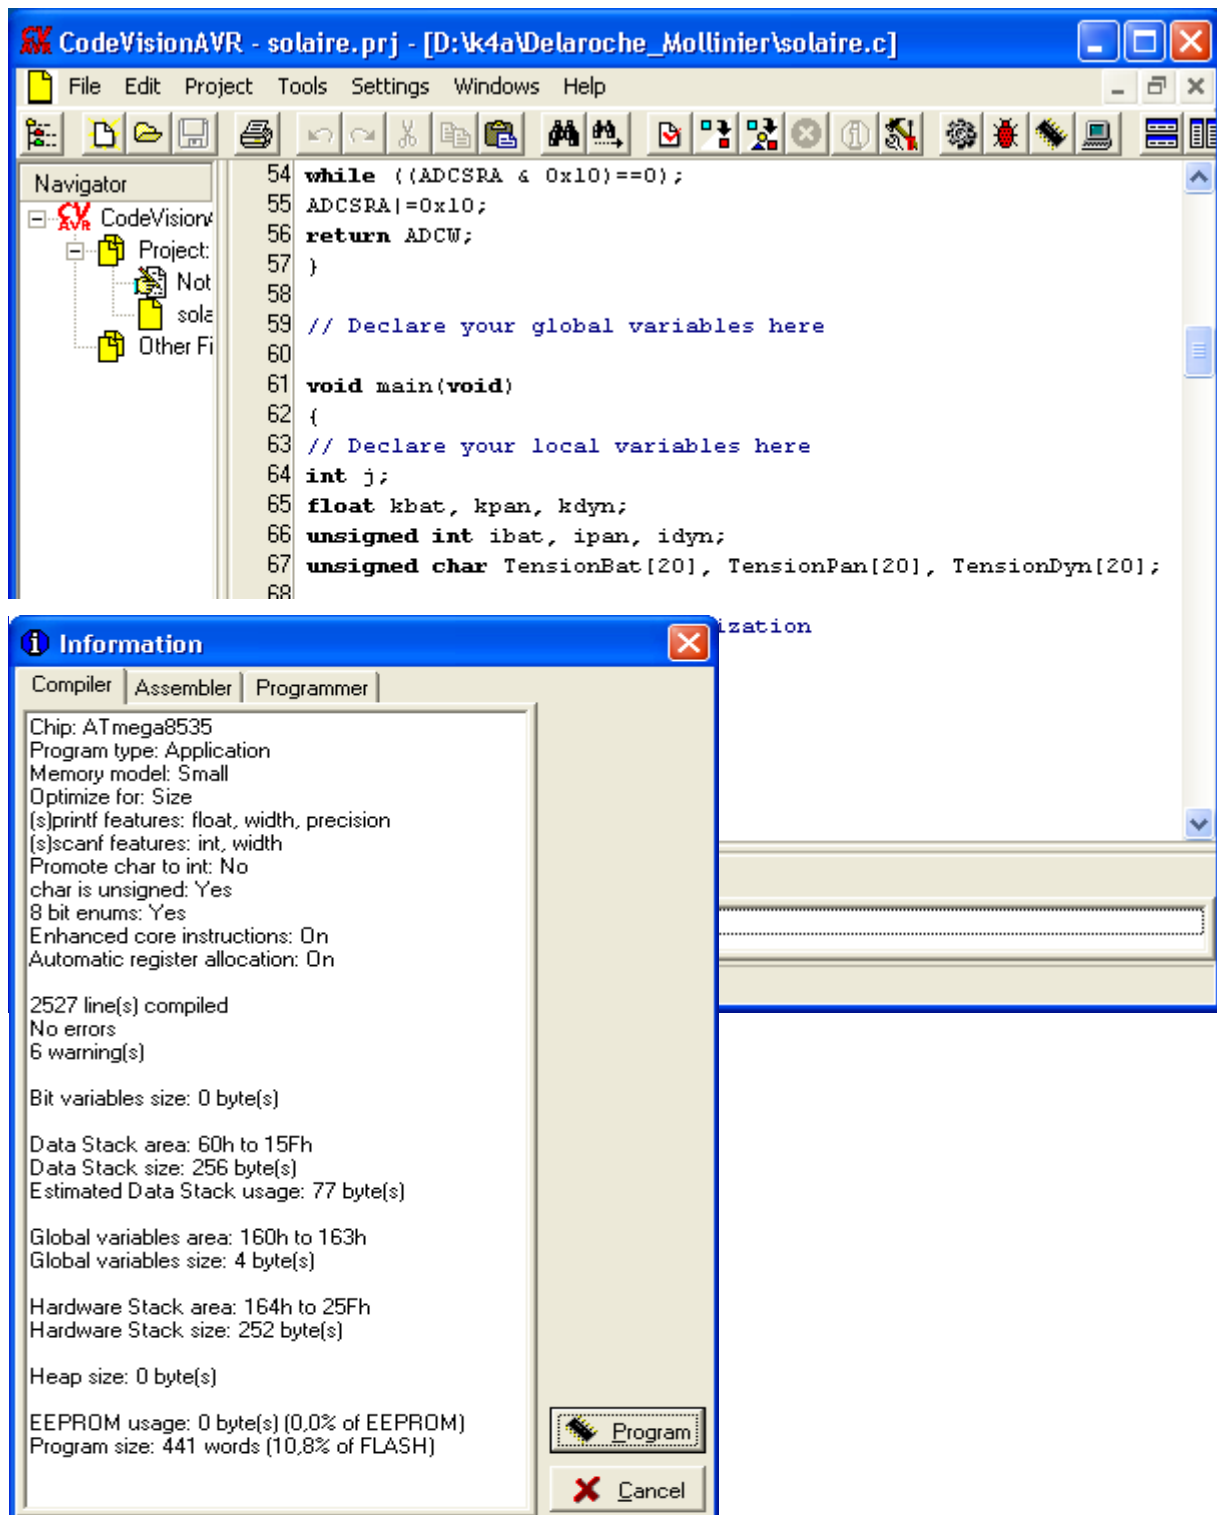 CodeVisionAVR - solaire.prj - [D:\k4a\Delaroche_Mollinier\solaire.c]
File Edit Project Tools Settings Windows Help
Navigator
CodeVision
Project:
Not
sola
Other Fi
54 while ((ADCSRA & 0x10)==0);
55 ADCSRA|=0x10;
56 return ADCW;
57 }
58
59 // Declare your global variables here
60
61 void main(void)
62 {
63 // Declare your local variables here
64 int j;
65 float kbat, kpan, kdyn;
66 unsigned int ibat, ipan, idyn;
67 unsigned char TensionBat[20], TensionPan[20], TensionDyn[20];
68
ization
Information
Compiler Assembler Programmer
Chip: ATmega8535
Program type: Application
Memory model: Small
Optimize for: Size
(s)printf features: float, width, precision
(s)scanf features: int, width
Promote char to int: No
char is unsigned: Yes
8 bit enums: Yes
Enhanced core instructions: On
Automatic register allocation: On
2527 line(s) compiled
No errors
6 warning(s)
Bit variables size: 0 byte(s)
Data Stack area: 60h to 15Fh
Data Stack size: 256 byte(s)
Estimated Data Stack usage: 77 byte(s)
Global variables area: 160h to 163h
Global variables size: 4 byte(s)
Hardware Stack area: 164h to 25Fh
Hardware Stack size: 252 byte(s)
Heap size: 0 byte(s)
EEPROM usage: 0 byte(s) (0,0% of EEPROM)
Program size: 441 words (10,8% of FLASH)
Program
Cancel